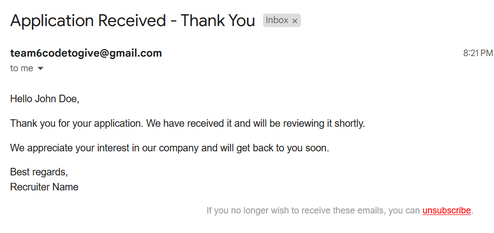 Application Received - Thank You Inbox ×
team6codetogive@gmail.com 8:21 PM
to me
Hello John Doe,
Thank you for your application. We have received it and will be reviewing it shortly.
We appreciate your interest in our company and will get back to you soon.
Best regards,
Recruiter Name
If you no longer wish to receive these emails, you can unsubscribe.